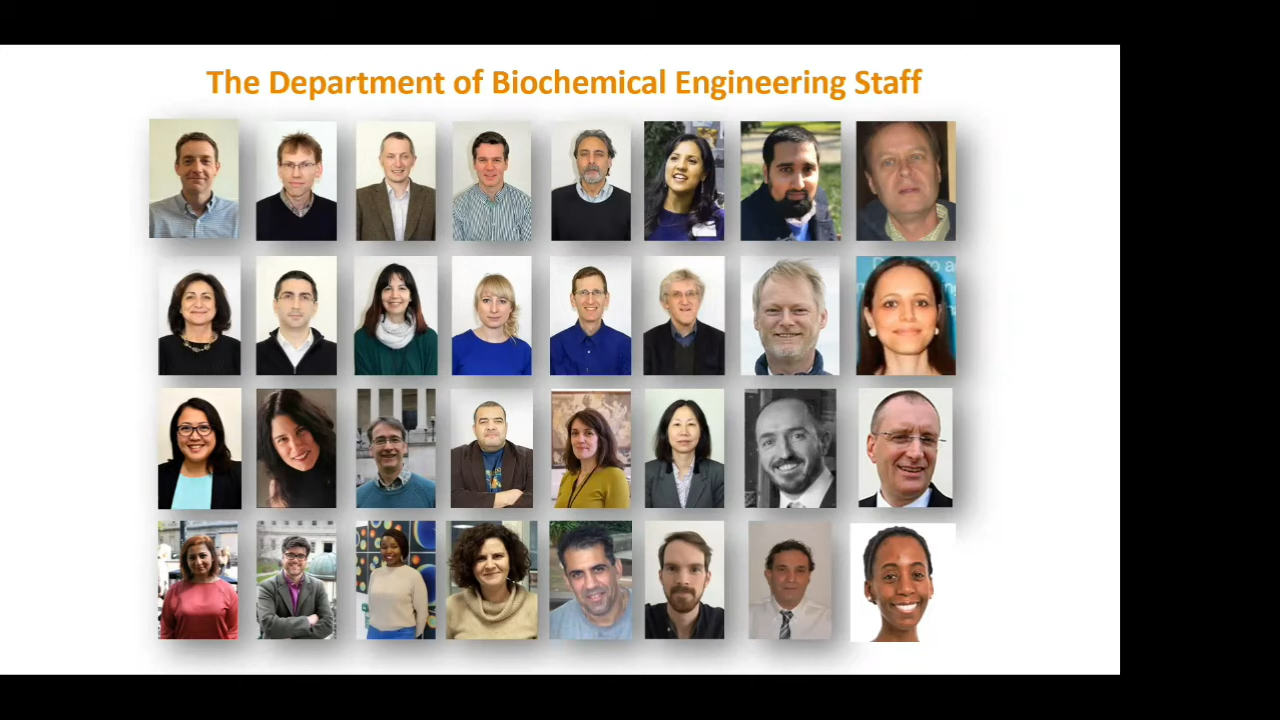 The Department of Biochemical Engineering Staff